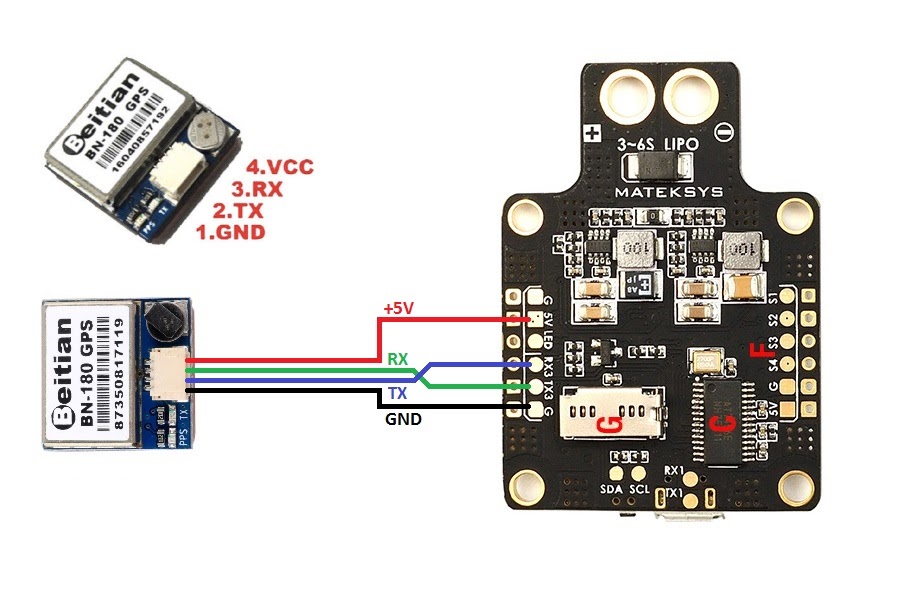 Beitian
BN-180 GPS
16040857192
PPS TX
4.VCC
3.RX
2.TX
1.GND
Beitian
BN-180 GPS
87350817119
PPS TX
+5V
RX
TX
GND
+ −
3~6S LIPO
MATEKSYS
100
100
G
5V
LED
RX3
TX3
G
S1
S2
S3
S4
G
5V
F
G
C
SDA SCL
RX1
TX1